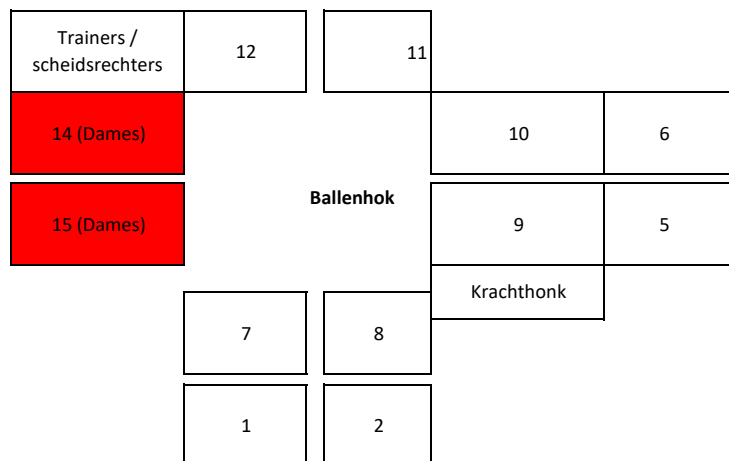 Trainers /
scheidsrechters
12
11
14 (Dames)
10
6
Ballenhok
15 (Dames)
9
5
Krachthonk
7
8
1
2